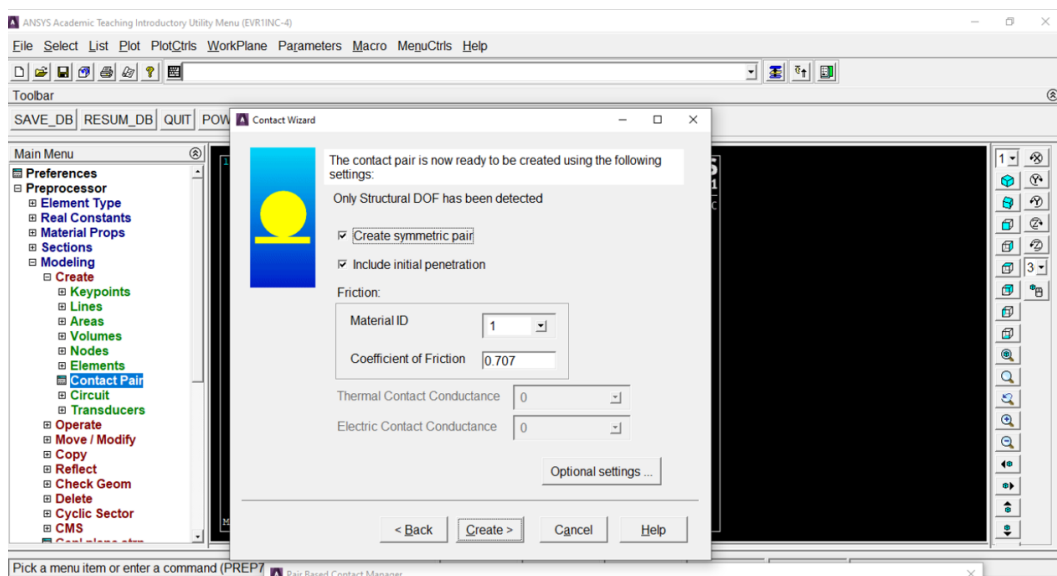 ANSYS Academic Teaching Introductory Utility Menu (EVR1INC-4)
File Select List Plot PlotCtrls WorkPlane Parameters Macro MenuCtrls Help
Toolbar
SAVE_DB RESUM_DB QUIT POW
Contact Wizard
Main Menu
Preferences
Preprocessor
Element Type
Real Constants
Material Props
Sections
Modeling
Create
Keypoints
Lines
Areas
Volumes
Nodes
Elements
Contact Pair
Circuit
Transducers
Operate
Move / Modify
Copy
Reflect
Check Geom
Delete
Cyclic Sector
CMS
The contact pair is now ready to be created using the following
settings:
Only Structural DOF has been detected
Create symmetric pair
Include initial penetration
Friction:
Material ID 1
Coefficient of Friction 0.707
Thermal Contact Conductance 0
Electric Contact Conductance 0
Optional settings ...
< Back Create > Cancel Help
1
3
Pick a menu item or enter a command (PREP7
Pair Based Contact Manager